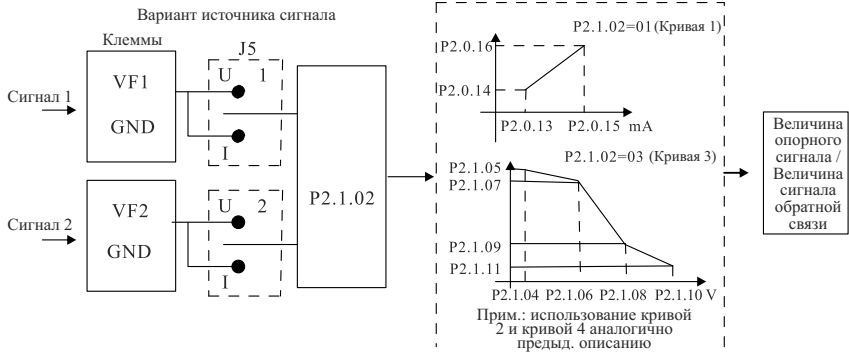 Вариант источника сигнала
Клеммы
J5
Сигнал 1
VF1
GND
U 1
I
Сигнал 2
VF2
GND
U 2
I
P2.1.02
P2.1.02=01 (Кривая 1)
P2.0.16
P2.0.14
P2.0.13 P2.0.15 mA
P2.1.02=03 (Кривая 3)
P2.1.05
P2.1.07
P2.1.09
P2.1.11
P2.1.04 P2.1.06 P2.1.08 P2.1.10 V
Прим.: использование кривой
2 и кривой 4 аналогично
предыд. описанию
Величина
опорного
сигнала /
Величина
сигнала
обратной
связи